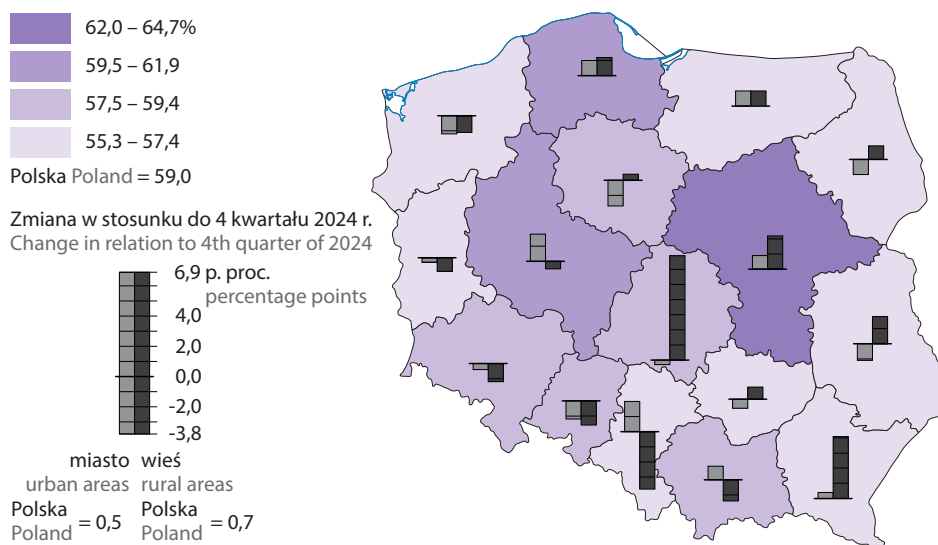 62,0 – 64,7%
59,5 – 61,9
57,5 – 59,4
55,3 – 57,4
Polska Poland = 59,0
Zmiana w stosunku do 4 kwartału 2024 r.
Change in relation to 4th quarter of 2024
6,9 p. proc.
percentage points
4,0
2,0
0,0
-2,0
-3,8
miasto wieś
urban areas rural areas
Polska Polska
Poland = 0,5 Poland = 0,7